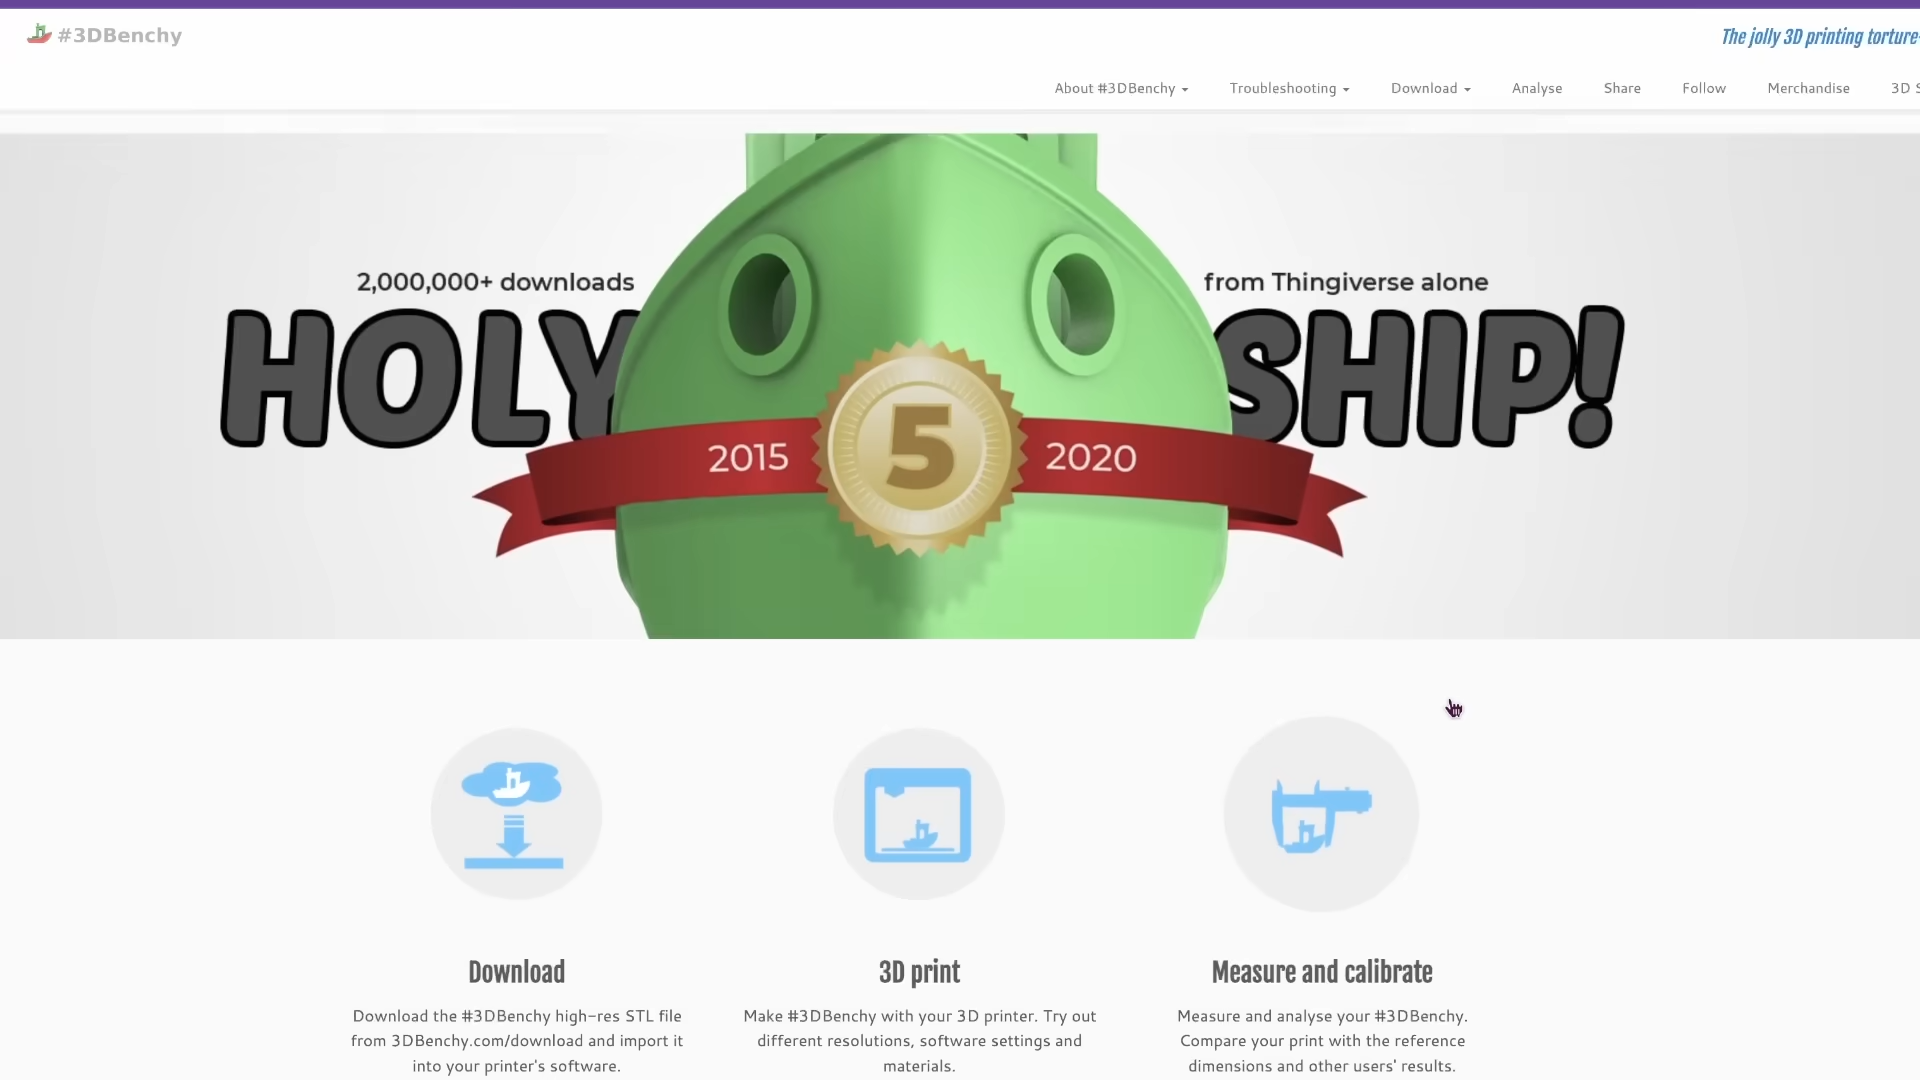 #3DBenchy
The jolly 3D printing torture-
About #3DBenchy
Troubleshooting
Download
Analyse
Share
Follow
Merchandise
3D S
2,000,000+ downloads
from Thingiverse alone
HOLY
SHIP!
2015
5
2020
Download
Download the #3DBenchy high-res STL file
from 3DBenchy.com/download and import it
into your printer's software.
3D print
Make #3DBenchy with your 3D printer. Try out
different resolutions, software settings and
materials.
Measure and calibrate
Measure and analyse your #3DBenchy.
Compare your print with the reference
dimensions and other users' results.